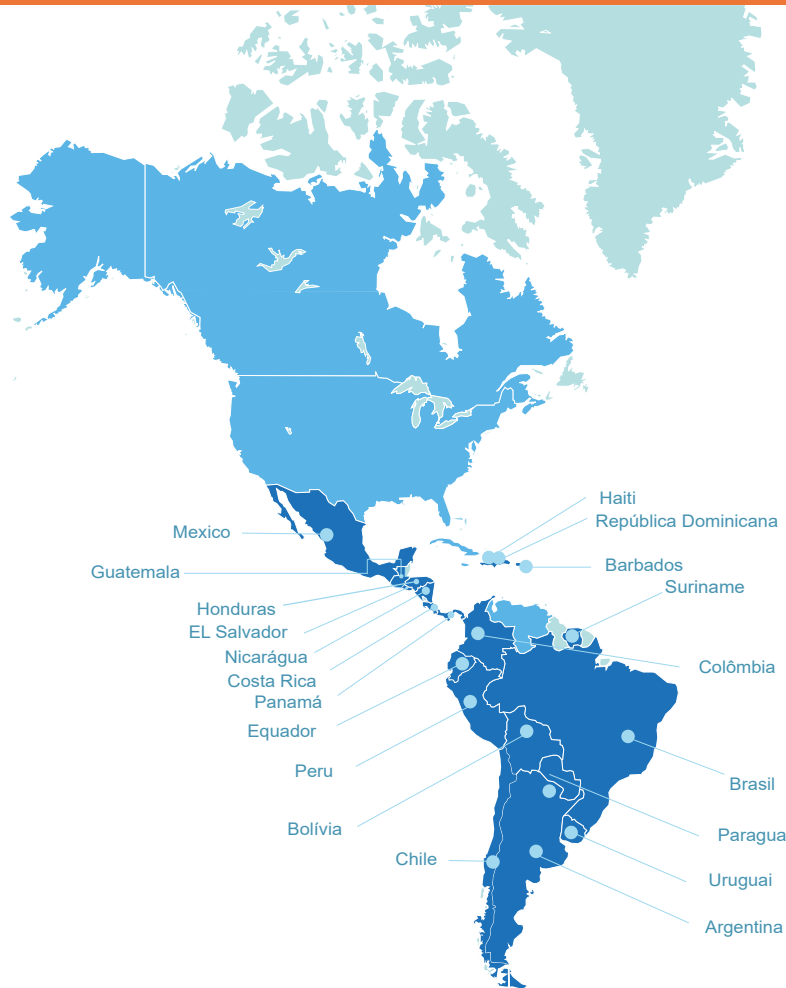 Haiti
República Dominicana
Mexico
Barbados
Guatemala
Suriname
Honduras
EL Salvador
Nicarágua
Colômbia
Costa Rica
Panamá
Equador
Peru
Brasil
Bolívia
Paragua
Chile
Uruguai
Argentina